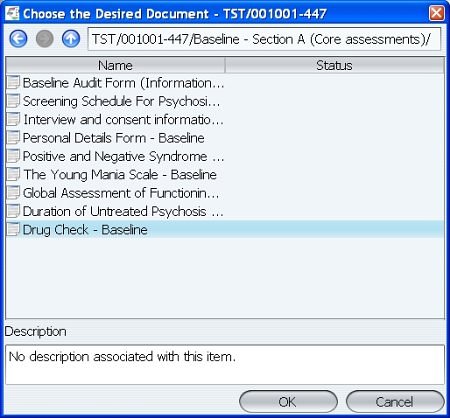 Choose the Desired Document - TST/001001-447
TST/001001-447/Baseline - Section A (Core assessments)/
Name Status
Baseline Audit Form (Information...
Screening Schedule For Psychosi...
Interview and consent informatio...
Personal Details Form - Baseline
Positive and Negative Syndrome ...
The Young Mania Scale - Baseline
Global Assessment of Functionin...
Duration of Untreated Psychosis ...
Drug Check - Baseline
Description
No description associated with this item.
OK Cancel